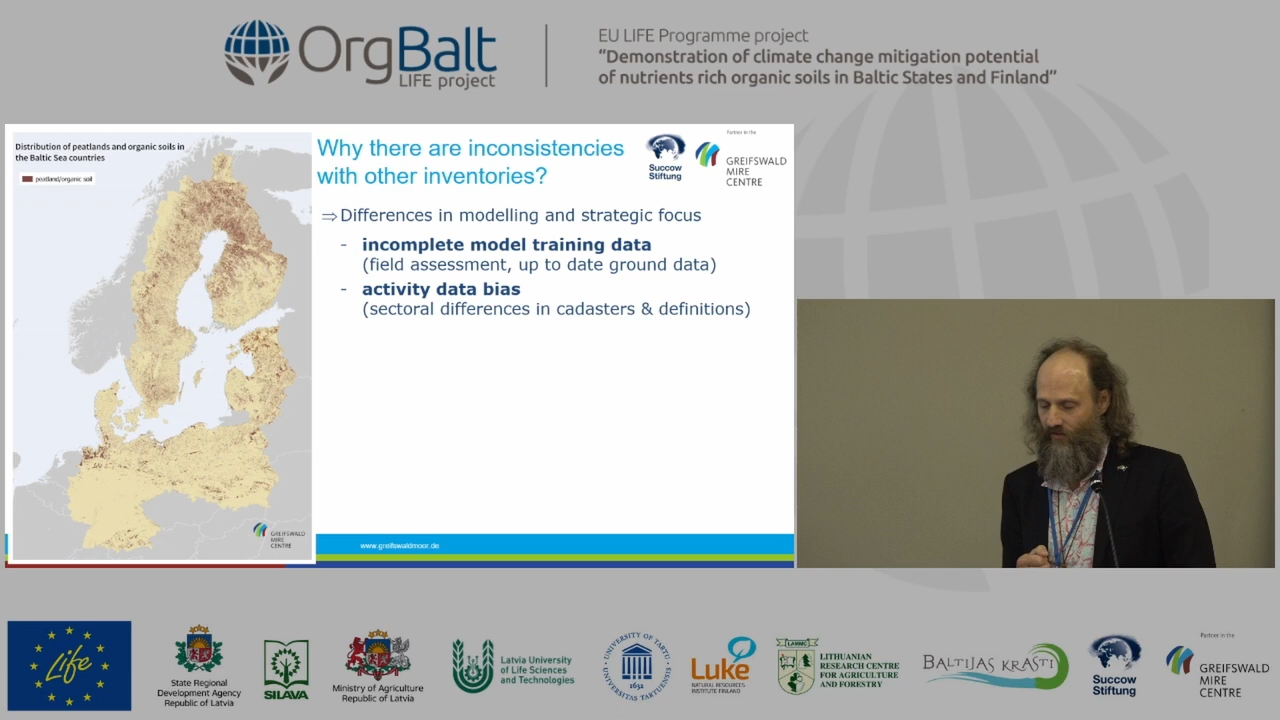 OrgBalt
LIFE project
EU LIFE Programme project
“Demonstration of climate change mitigation potential
of nutrients rich organic soils in Baltic States and Finland”
Distribution of peatlands and organic soils in
the Baltic Sea countries
peatland/organic soil
GREIFSWALD
MIRE
CENTRE
Why there are inconsistencies
with other inventories?
Succow
Stiftung
Partner in the
GREIFSWALD
MIRE
CENTRE
⇒Differences in modelling and strategic focus
- incomplete model training data
(field assessment, up to date ground data)
- activity data bias
(sectoral differences in cadasters & definitions)
www.greifswaldmoor.de
Life
State Regional
Development Agency
Republic of Latvia
SILAVA
Ministry of Agriculture
Republic of Latvia
Latvia University
of Life Sciences
and Technologies
UNIVERSITY OF TARTU
UNIVERSITAS TARTUENSIS
1632
Luke
NATURAL RESOURCES
INSTITUTE FINLAND
LAMMC
LITHUANIAN
RESEARCH CENTRE
FOR AGRICULTURE
AND FORESTRY
BALTIJAS KRASTI
Succow
Stiftung
Partner in the
GREIFSWALD
MIRE
CENTRE